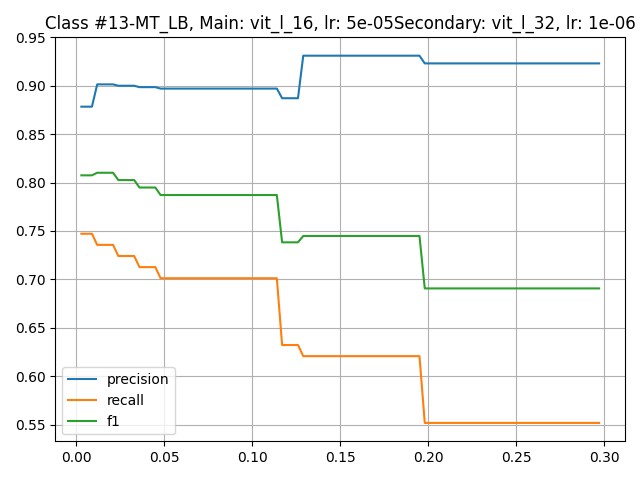 Class #13-MT_LB, Main: vit_l_16, lr: 5e-05Secondary: vit_l_32, lr: 1e-06
0.95
0.90
0.85
0.80
0.75
0.70
0.65
0.60
0.55
precision
recall
f1
0.00 0.05 0.10 0.15 0.20 0.25 0.30